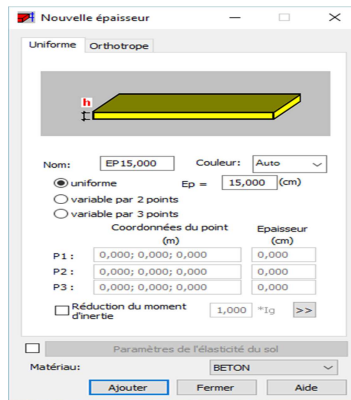 Nouvelle épaisseur
Uniforme Orthotrope
h
Nom: EP15,000 Couleur: Auto
uniforme Ep = 15,000 (cm)
variable par 2 points
variable par 3 points
Coordonnées du point Epaisseur
(m) (cm)
P1 : 0,000; 0,000; 0,000 0,000
P2 : 0,000; 0,000; 0,000 0,000
P3 : 0,000; 0,000; 0,000 0,000
Réduction du moment
d'inertie 1,000 *Ig >>
Paramètres de l'élasticité du sol
Matériau: BETON
Ajouter Fermer Aide